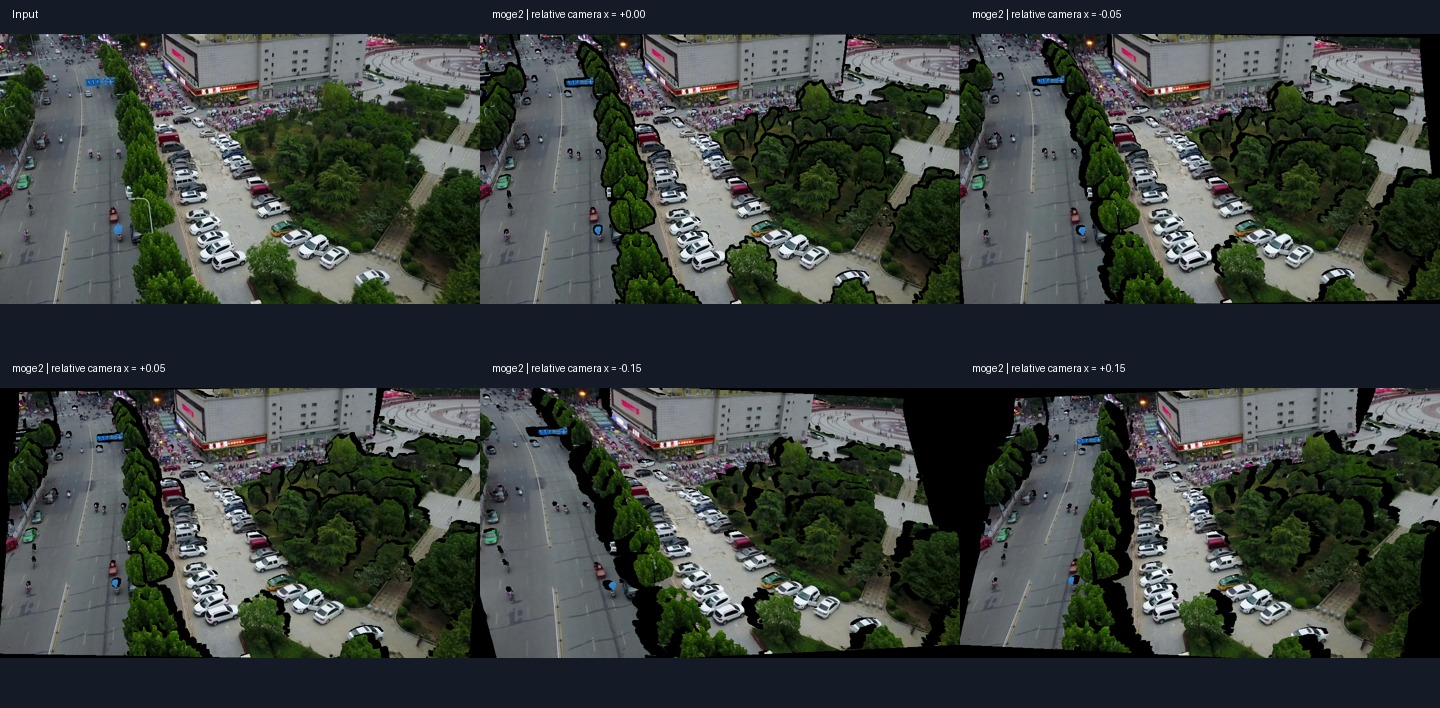 Input
moge2 | relative camera x = +0.00
moge2 | relative camera x = -0.05
moge2 | relative camera x = +0.05
moge2 | relative camera x = -0.15
moge2 | relative camera x = +0.15